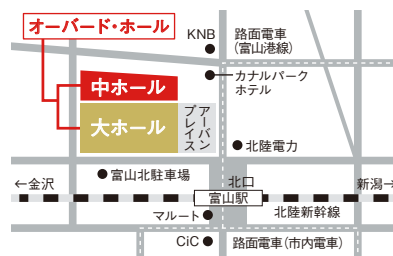 オーバード・ホール
KNB
路面電車
(富山港線)
カナルパーク
ホテル
中ホール
大ホール
アーバン
プレイス
北陸電力
富山北駐車場
北口
←金沢
新潟→
富山駅
マルート
北陸新幹線
CiC
路面電車(市内電車)